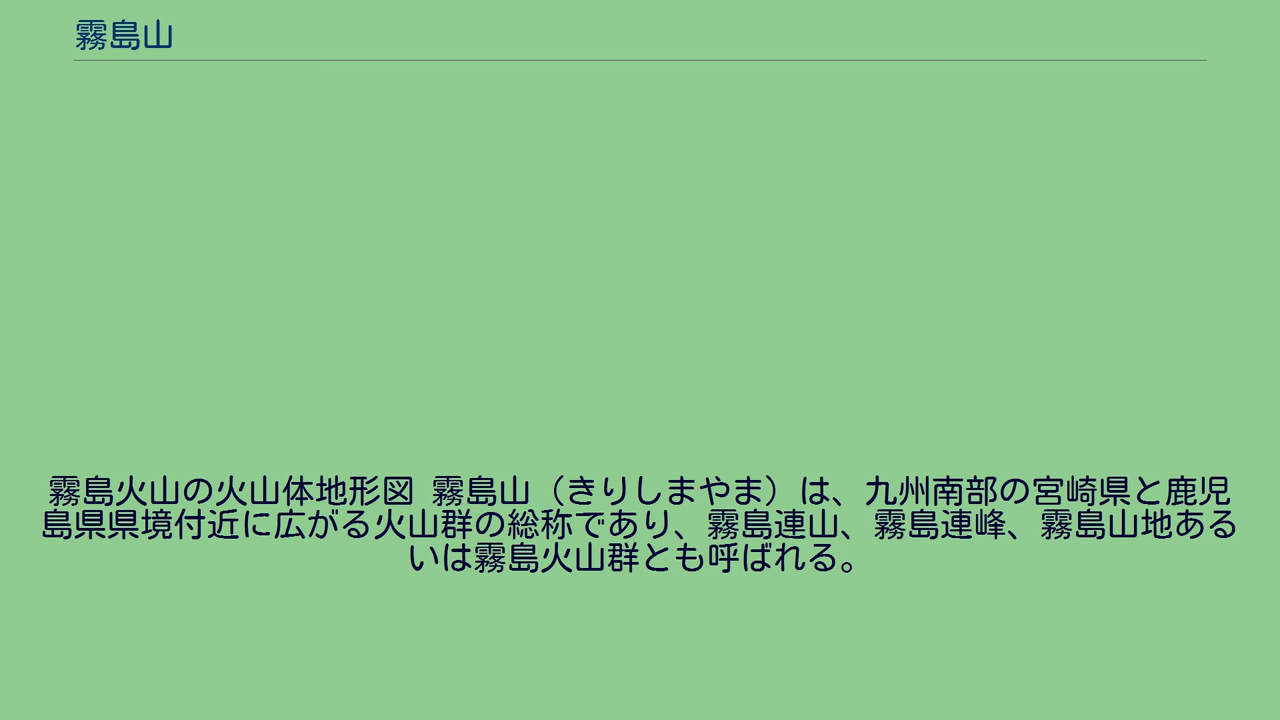 霧島山
霧島火山の火山体地形図 霧島山（きりしまやま）は、九州南部の宮崎県と鹿児
島県県境付近に広がる火山群の総称であり、霧島連山、霧島連峰、霧島山地ある
いは霧島火山群とも呼ばれる。